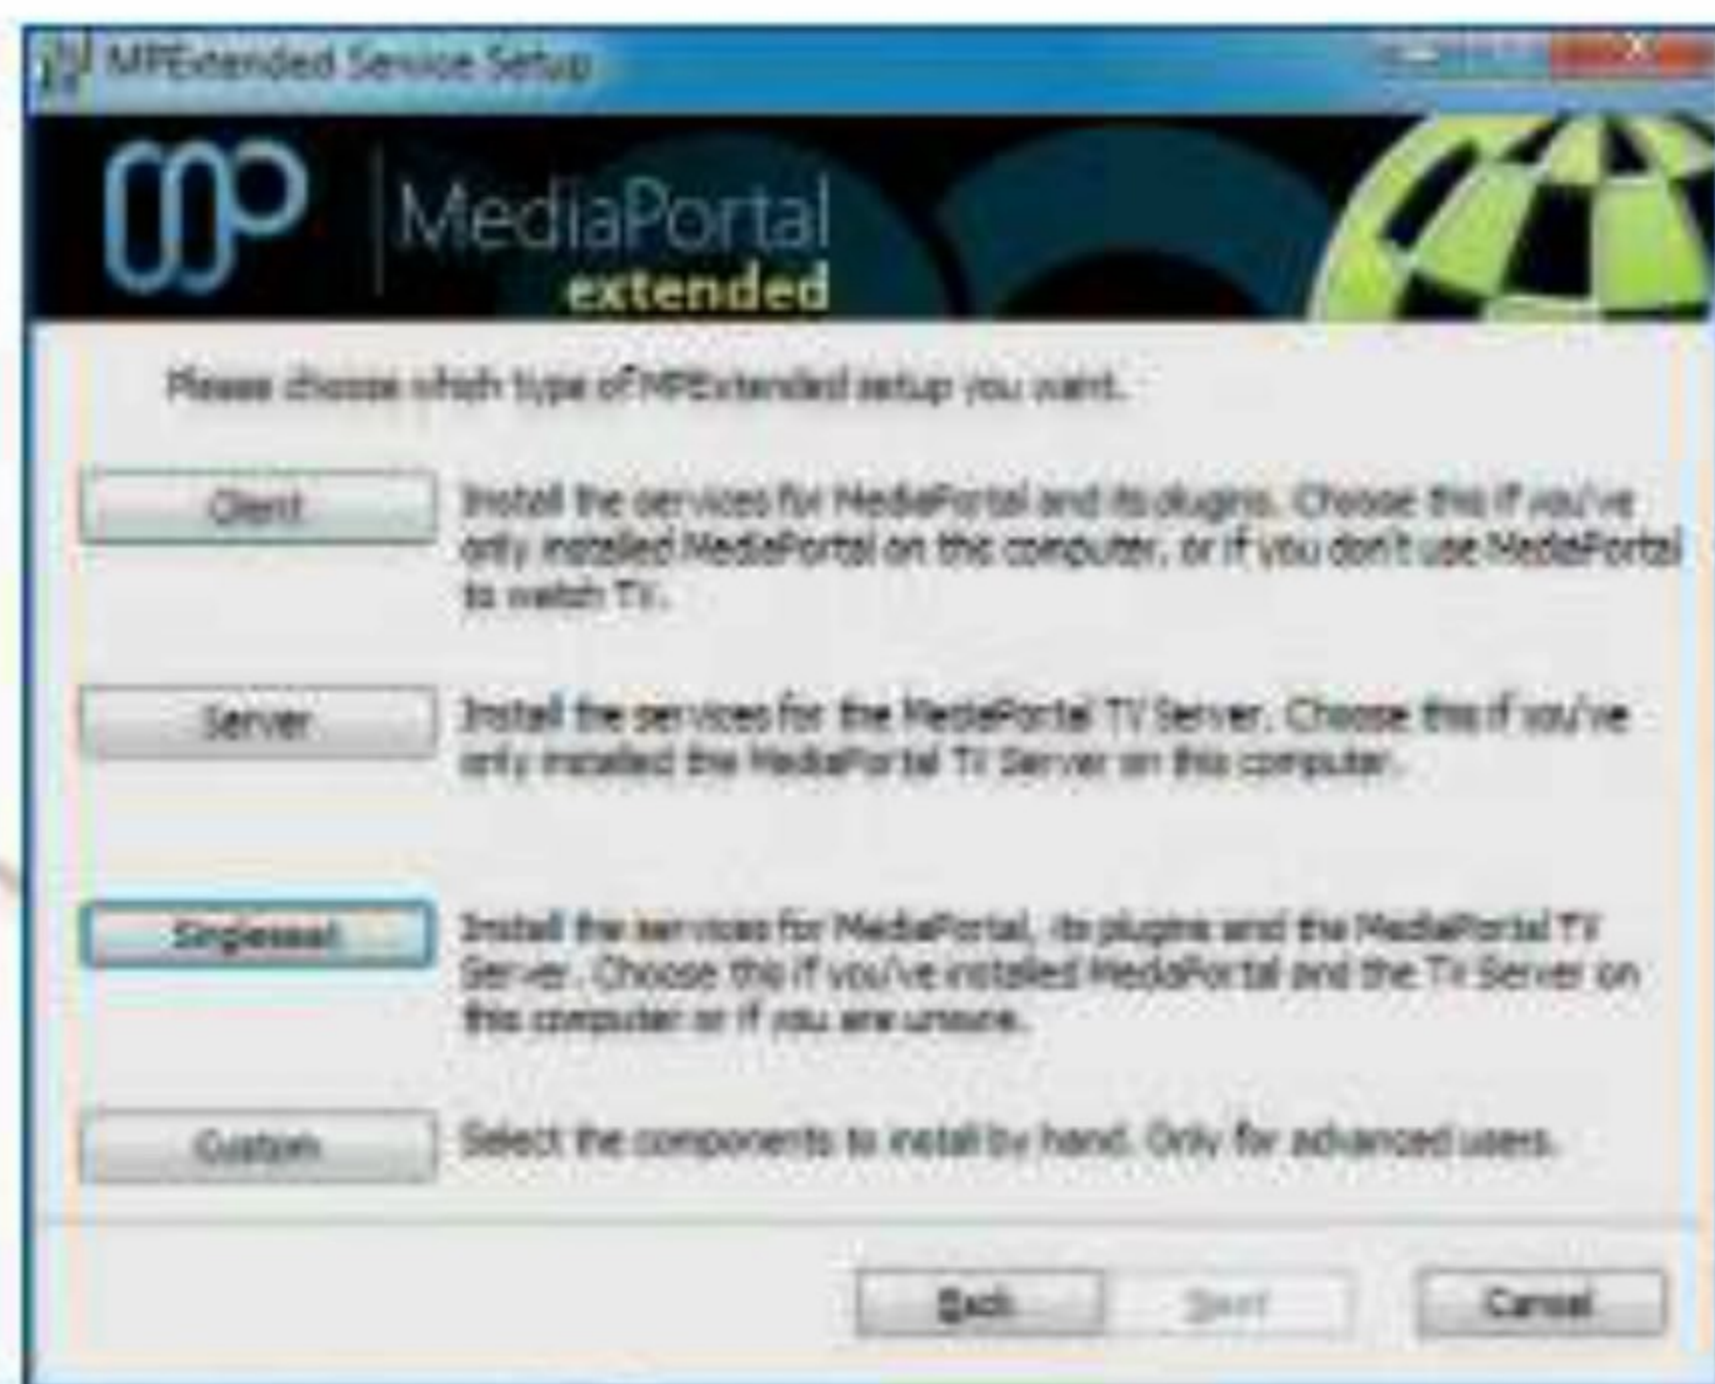 MPExtended Service Setup
MediaPortal
extended
Please choose which type of MPExtended setup you want.
Client
Install the services for MediaPortal and its plugins. Choose this if you've
only installed MediaPortal on this computer, or if you don't use MediaPortal
to watch TV.
Server
Install the services for the MediaPortal TV Server. Choose this if you've
only installed the MediaPortal TV Server on this computer.
Singleseat
Install the services for MediaPortal, its plugins and the MediaPortal TV
Server. Choose this if you've installed MediaPortal and the TV Server on
this computer or if you are unsure.
Custom
Select the components to install by hand. Only for advanced users.
Back Next Cancel